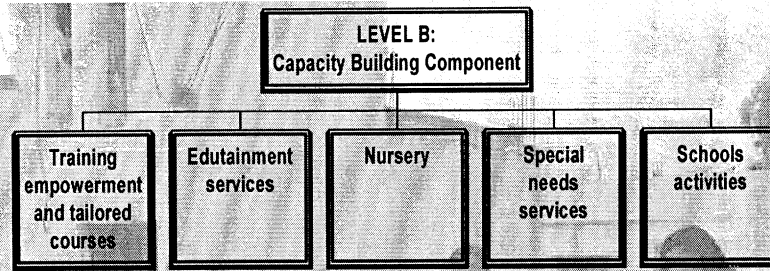 LEVEL B:
Capacity Building Component
Training
empowerment
and tailored
courses
Edutainment
services
Nursery
Special
needs
services
Schools
activities